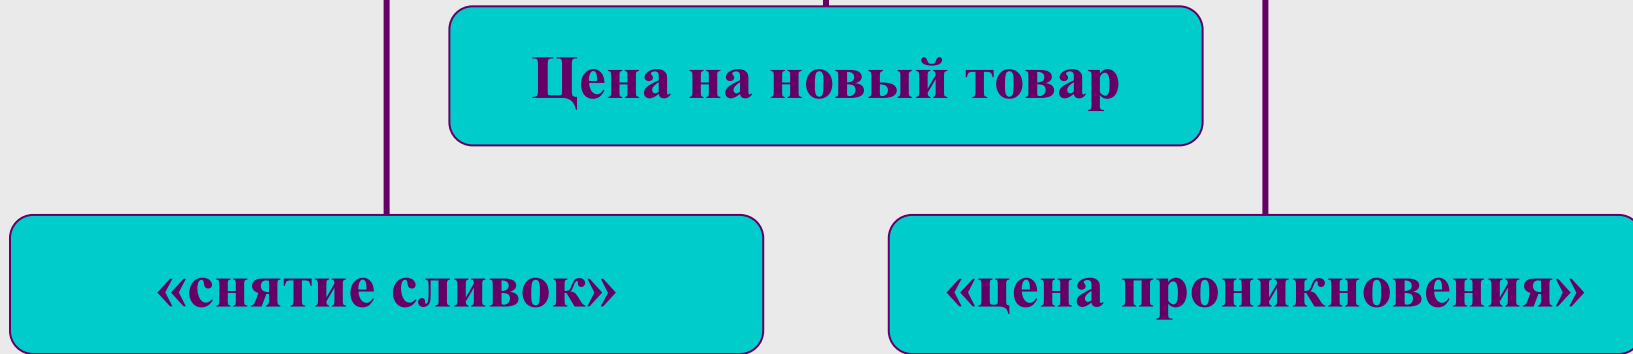 Цена на новый товар
«снятие сливок»
«цена проникновения»